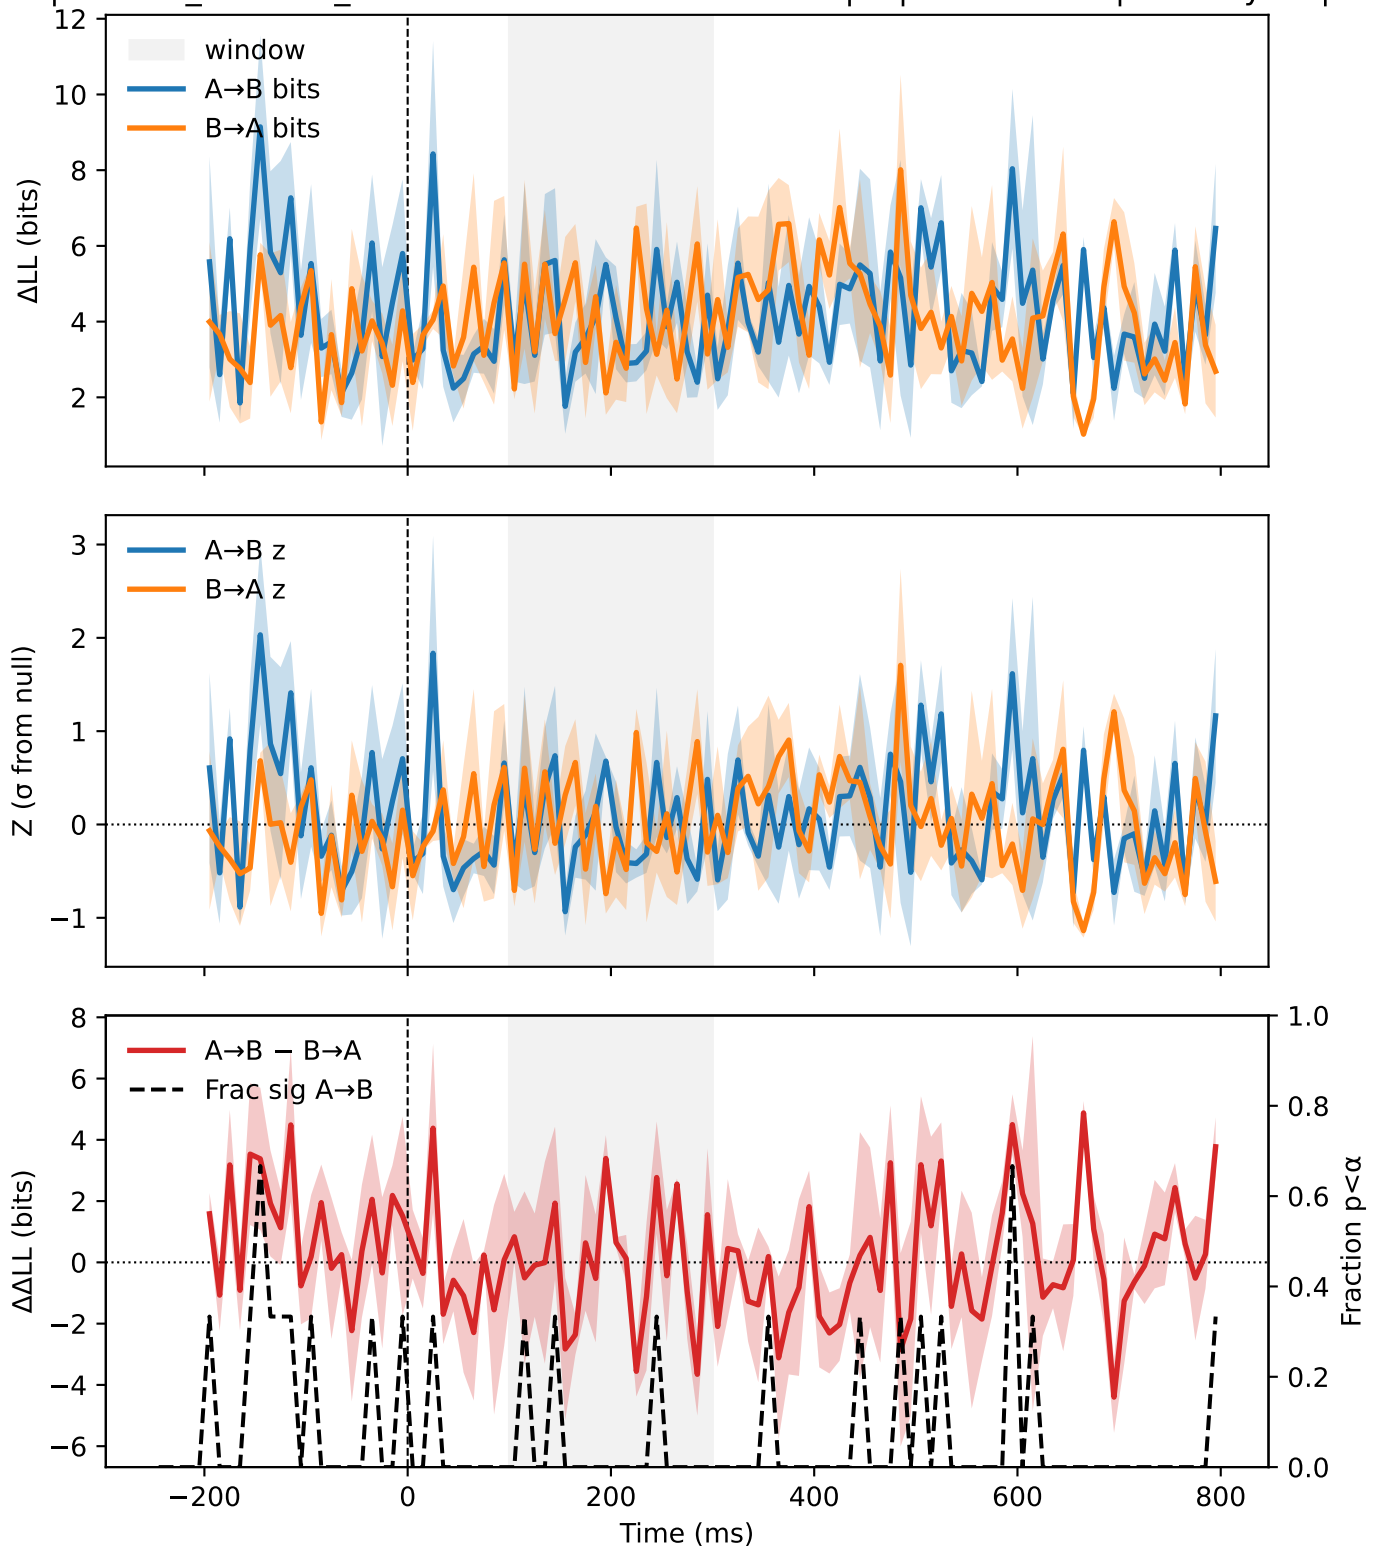 12
10
8
6
4
2
ΔLL (bits)
window
A→B bits
B→A bits
3
2
1
0
−1
Z (σ from null)
A→B z
B→A z
8
6
4
2
0
−2
−4
−6
ΔΔLL (bits)
A→B − B→A
Frac sig A→B
1.0
0.8
0.6
0.4
0.2
0.0
Fraction p<α
−200 0 200 400 600 800
Time (ms)